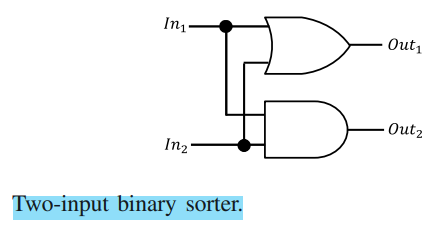 In₁
Out₁
Out₂
In₂
Two-input binary sorter.